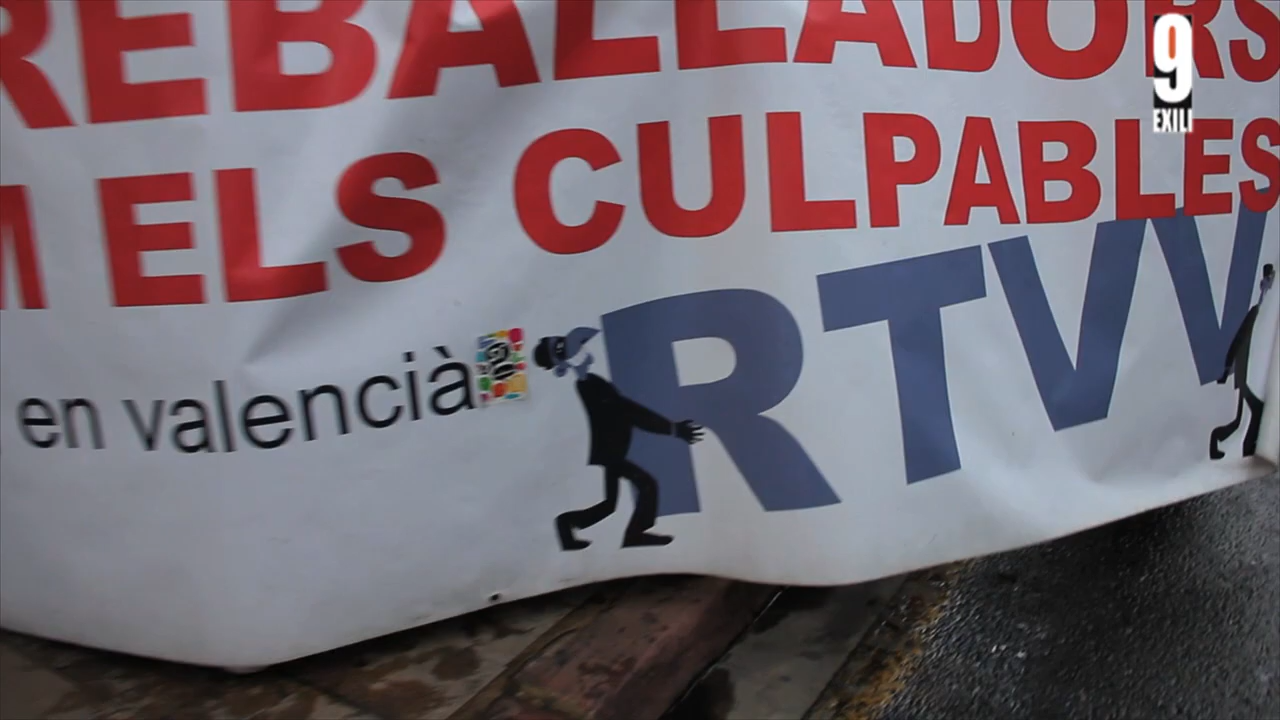 REBALLADORS
ELS CULPABLES
en valencià
RTVV
9
EXILI